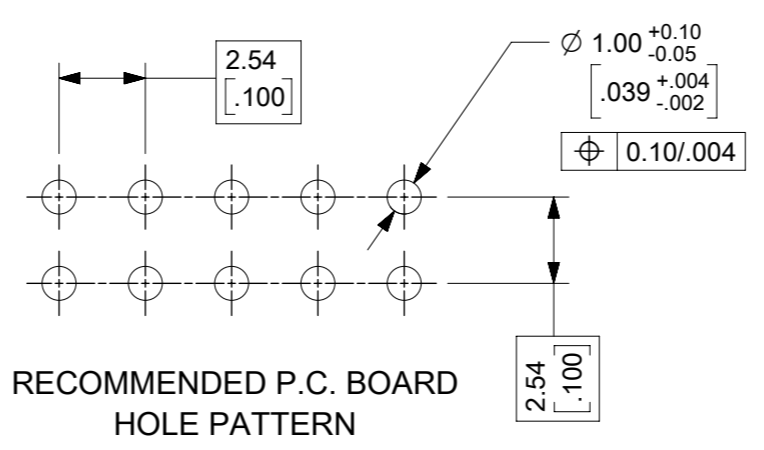 2.54
[.100]
Ø 1.00 +0.10
-0.05
[.039 +.004
-.002]
⌖ 0.10/.004
2.54
[.100]
RECOMMENDED P.C. BOARD
HOLE PATTERN